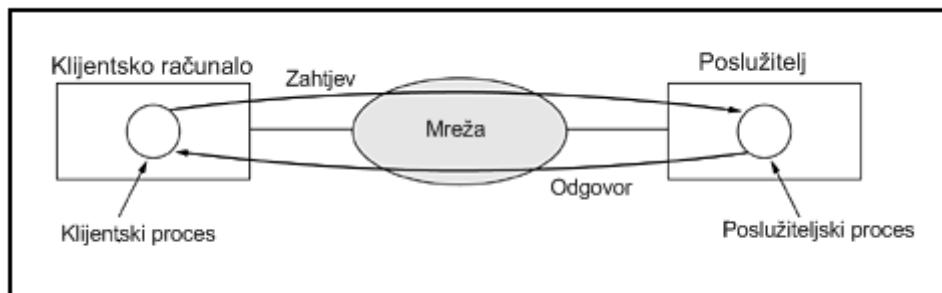 Klijentsko računalo
Zahtjev
Poslužitelj
Mreža
Odgovor
Klijentski proces
Poslužiteljski proces